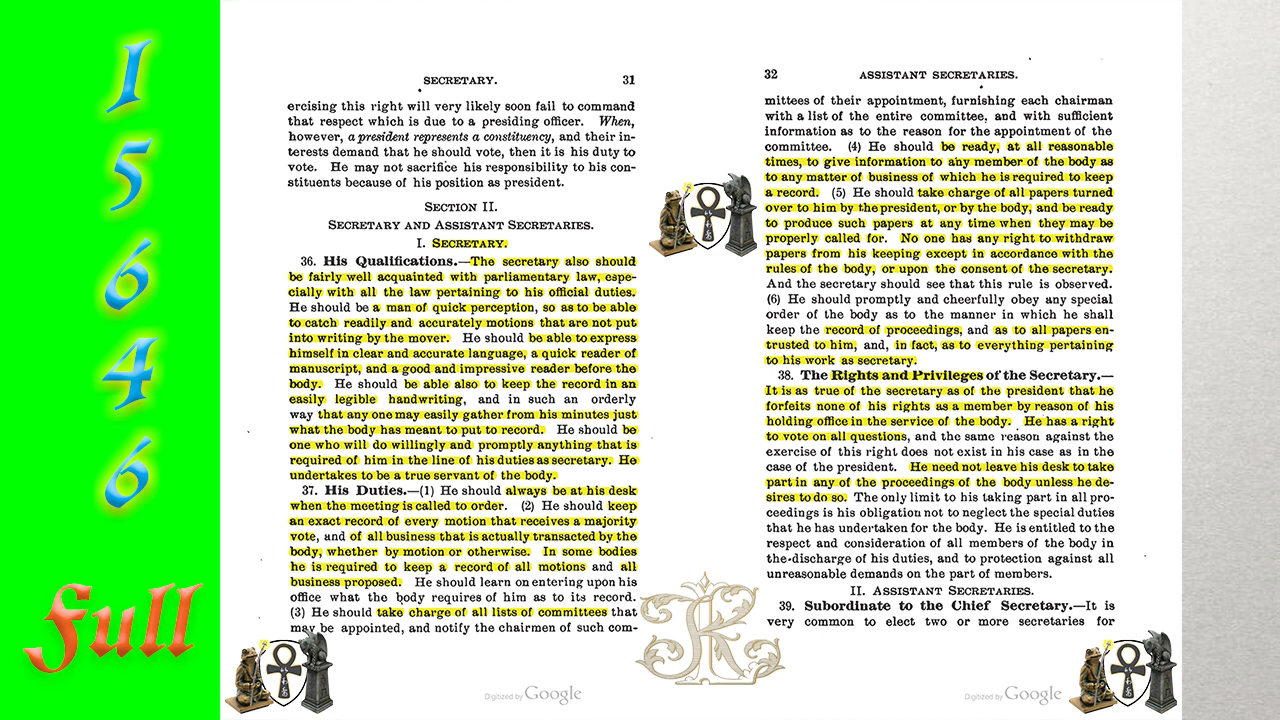 1
5
6
4
6
Full
SECRETARY. 31
ercising this right will very likely soon fail to command
that respect which is due to a presiding officer. When,
however, a president represents a constituency, and their in-
terests demand that he should vote, then it is his duty to
vote. He may not sacrifice his responsibility to his con-
stituents because of his position as president.
SECTION II.
SECRETARY AND ASSISTANT SECRETARIES.
I. SECRETARY.
36. His Qualifications.—The secretary also should
be fairly well acquainted with parliamentary law, espe-
cially with all the law pertaining to his official duties.
He should be a man of quick perception, so as to be able
to catch readily and accurately motions that are not put
into writing by the mover. He should be able to express
himself in clear and accurate language, a quick reader of
manuscript, and a good and impressive reader before the
body. He should be able also to keep the record in an
easily legible handwriting, and in such an orderly
way that any one may easily gather from his minutes just
what the body has meant to put to record. He should be
one who will do willingly and promptly anything that is
required of him in the line of his duties as secretary. He
undertakes to be a true servant of the body.
37. His Duties.—(1) He should always be at his desk
when the meeting is called to order. (2) He should keep
an exact record of every motion that receives a majority
vote, and of all business that is actually transacted by the
body, whether by motion or otherwise. In some bodies
he is required to keep a record of all motions and all
business proposed. He should learn on entering upon his
office what the body requires of him as to its record.
(3) He should take charge of all lists of committees that
may be appointed, and notify the chairmen of such com-
Digitized by Google
32 ASSISTANT SECRETARIES.
mittees of their appointment, furnishing each chairman
with a list of the entire committee, and with sufficient
information as to the reason for the appointment of the
committee. (4) He should be ready, at all reasonable
times, to give information to any member of the body as
to any matter of business of which he is required to keep
a record. (5) He should take charge of all papers turned
over to him by the president, or by the body, and be ready
to produce such papers at any time when they may be
properly called for. No one has any right to withdraw
papers from his keeping except in accordance with the
rules of the body, or upon the consent of the secretary.
And the secretary should see that this rule is observed.
(6) He should promptly and cheerfully obey any special
order of the body as to the manner in which he shall
keep the record of proceedings, and as to all papers en-
trusted to him, and, in fact, as to everything pertaining
to his work as secretary.
38. The Rights and Privileges of the Secretary.—
It is as true of the secretary as of the president that he
forfeits none of his rights as a member by reason of his
holding office in the service of the body. He has a right
to vote on all questions, and the same reason against the
exercise of this right does not exist in his case as in the
case of the president. He need not leave his desk to take
part in any of the proceedings of the body unless he de-
sires to do so. The only limit to his taking part in all pro-
ceedings is his obligation not to neglect the special duties
that he has undertaken for the body. He is entitled to the
respect and consideration of all members of the body in
the discharge of his duties, and to protection against all
unreasonable demands on the part of members.
II. ASSISTANT SECRETARIES.
39. Subordinate to the Chief Secretary.—It is
very common to elect two or more secretaries for
Digitized by Google